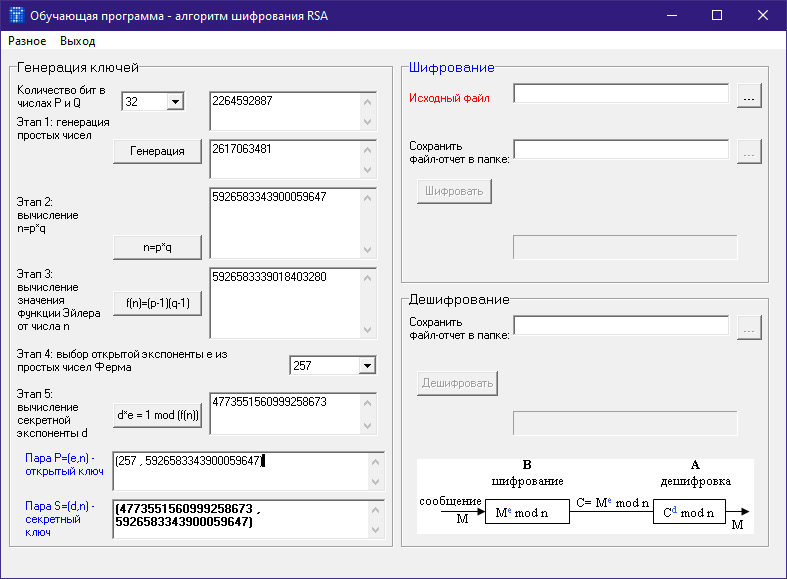 Обучающая программа - алгоритм шифрования RSA
Разное Выход
Генерация ключей
Количество бит в
числах P и Q
32
2264592887
Этап 1: генерация
простых чисел
Генерация
2617063481
Этап 2:
вычисление
n=p*q
n=p*q
5926583343900059647
Этап 3:
вычисление
значения
функции Эйлера
от числа n
f(n)=(p-1)(q-1)
5926583339018403280
Этап 4: выбор открытой экспоненты e из
простых чисел Ферма
257
Этап 5:
вычисление
секретной
экспоненты d
d*e = 1 mod (f(n))
4773551560999258673
Пара P=(e,n) -
открытый ключ
(257 , 5926583343900059647)
Пара S=(d,n) -
секретный
ключ
(4773551560999258673 ,
5926583343900059647)
Шифрование
Исходный файл
...
Сохранить
файл-отчет в папке:
...
Шифровать
Дешифрование
Сохранить
файл-отчет в папке:
...
Дешифровать
B
шифрование
A
дешифровка
сообщение
M
Mᵉ mod n
C= Mᵉ mod n
Cᵈ mod n
M